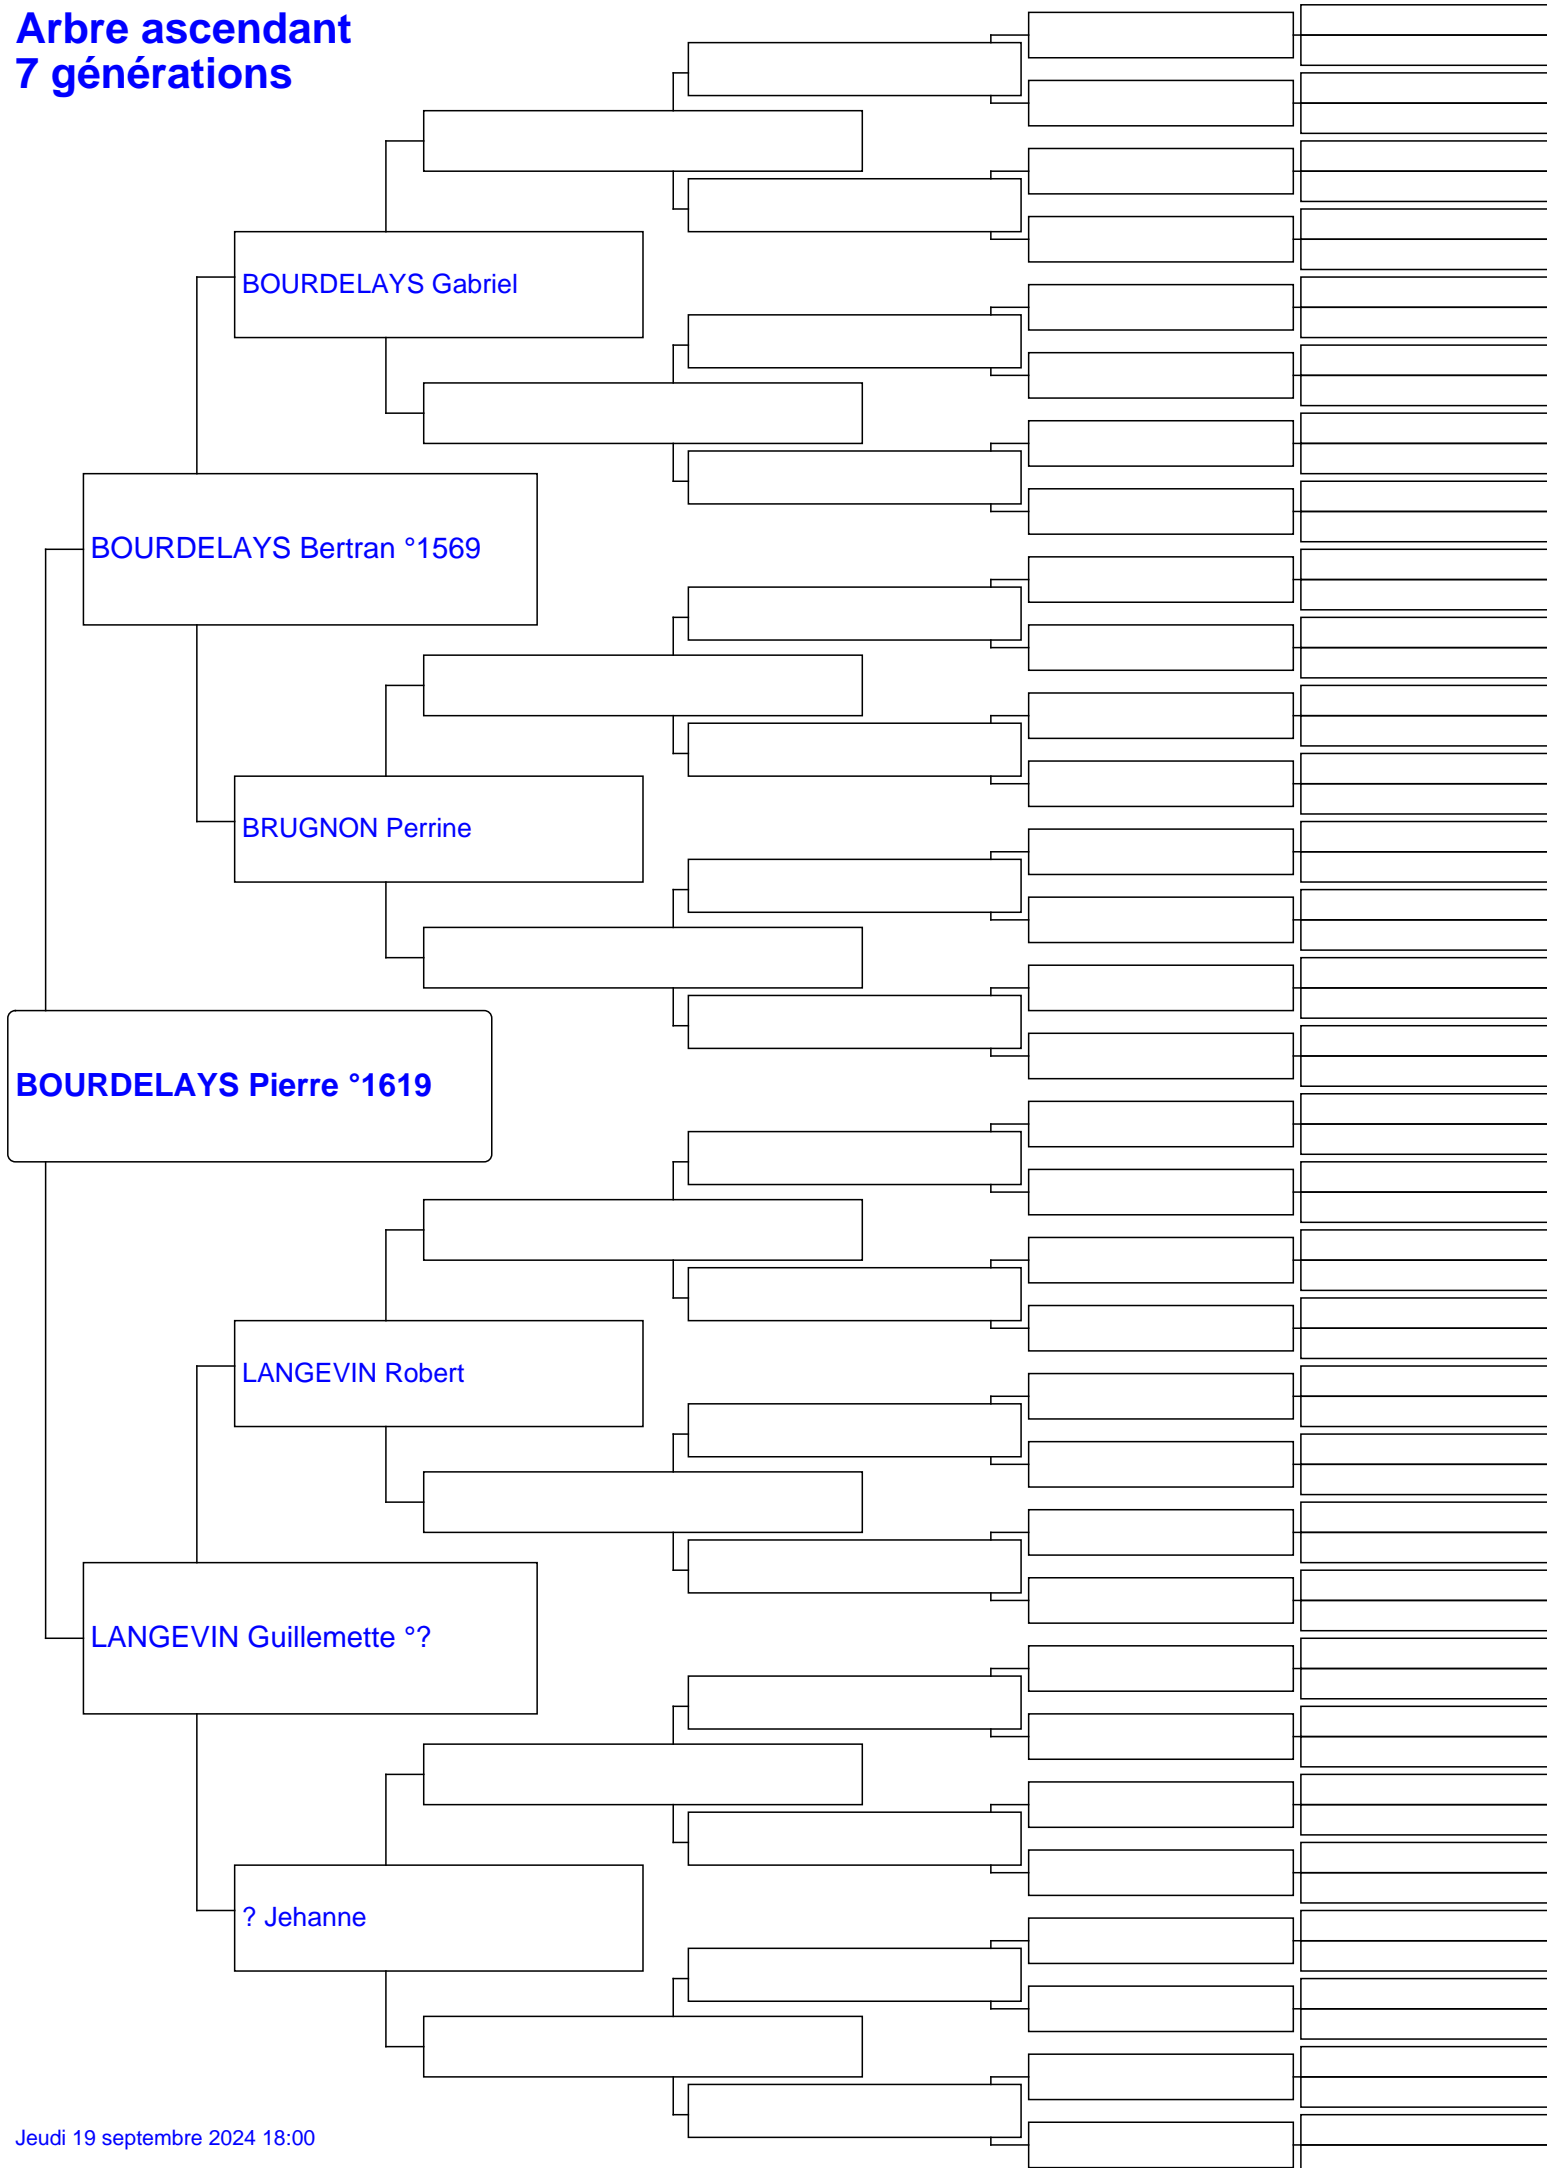 Arbre ascendant
7 générations
BOURDELAYS Gabriel
BOURDELAYS Bertran °1569
BRUGNON Perrine
BOURDELAYS Pierre °1619
LANGEVIN Robert
LANGEVIN Guillemette °?
? Jehanne
Jeudi 19 septembre 2024 18:00